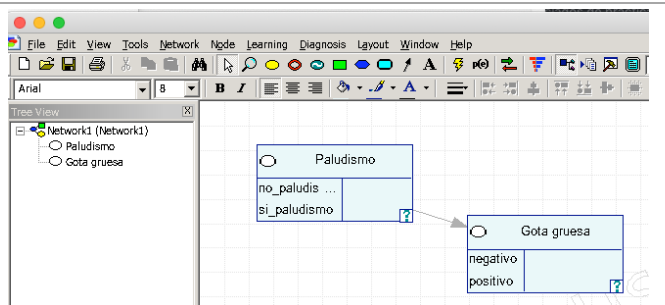 File Edit View Tools Network Node Learning Diagnosis Layout Window Help
A p(e)
Arial 8 B I A
Tree View
Network1 (Network1)
Paludismo
Gota gruesa
Paludismo
no_paludis ...
si_paludismo
?
Gota gruesa
negativo
positivo
?